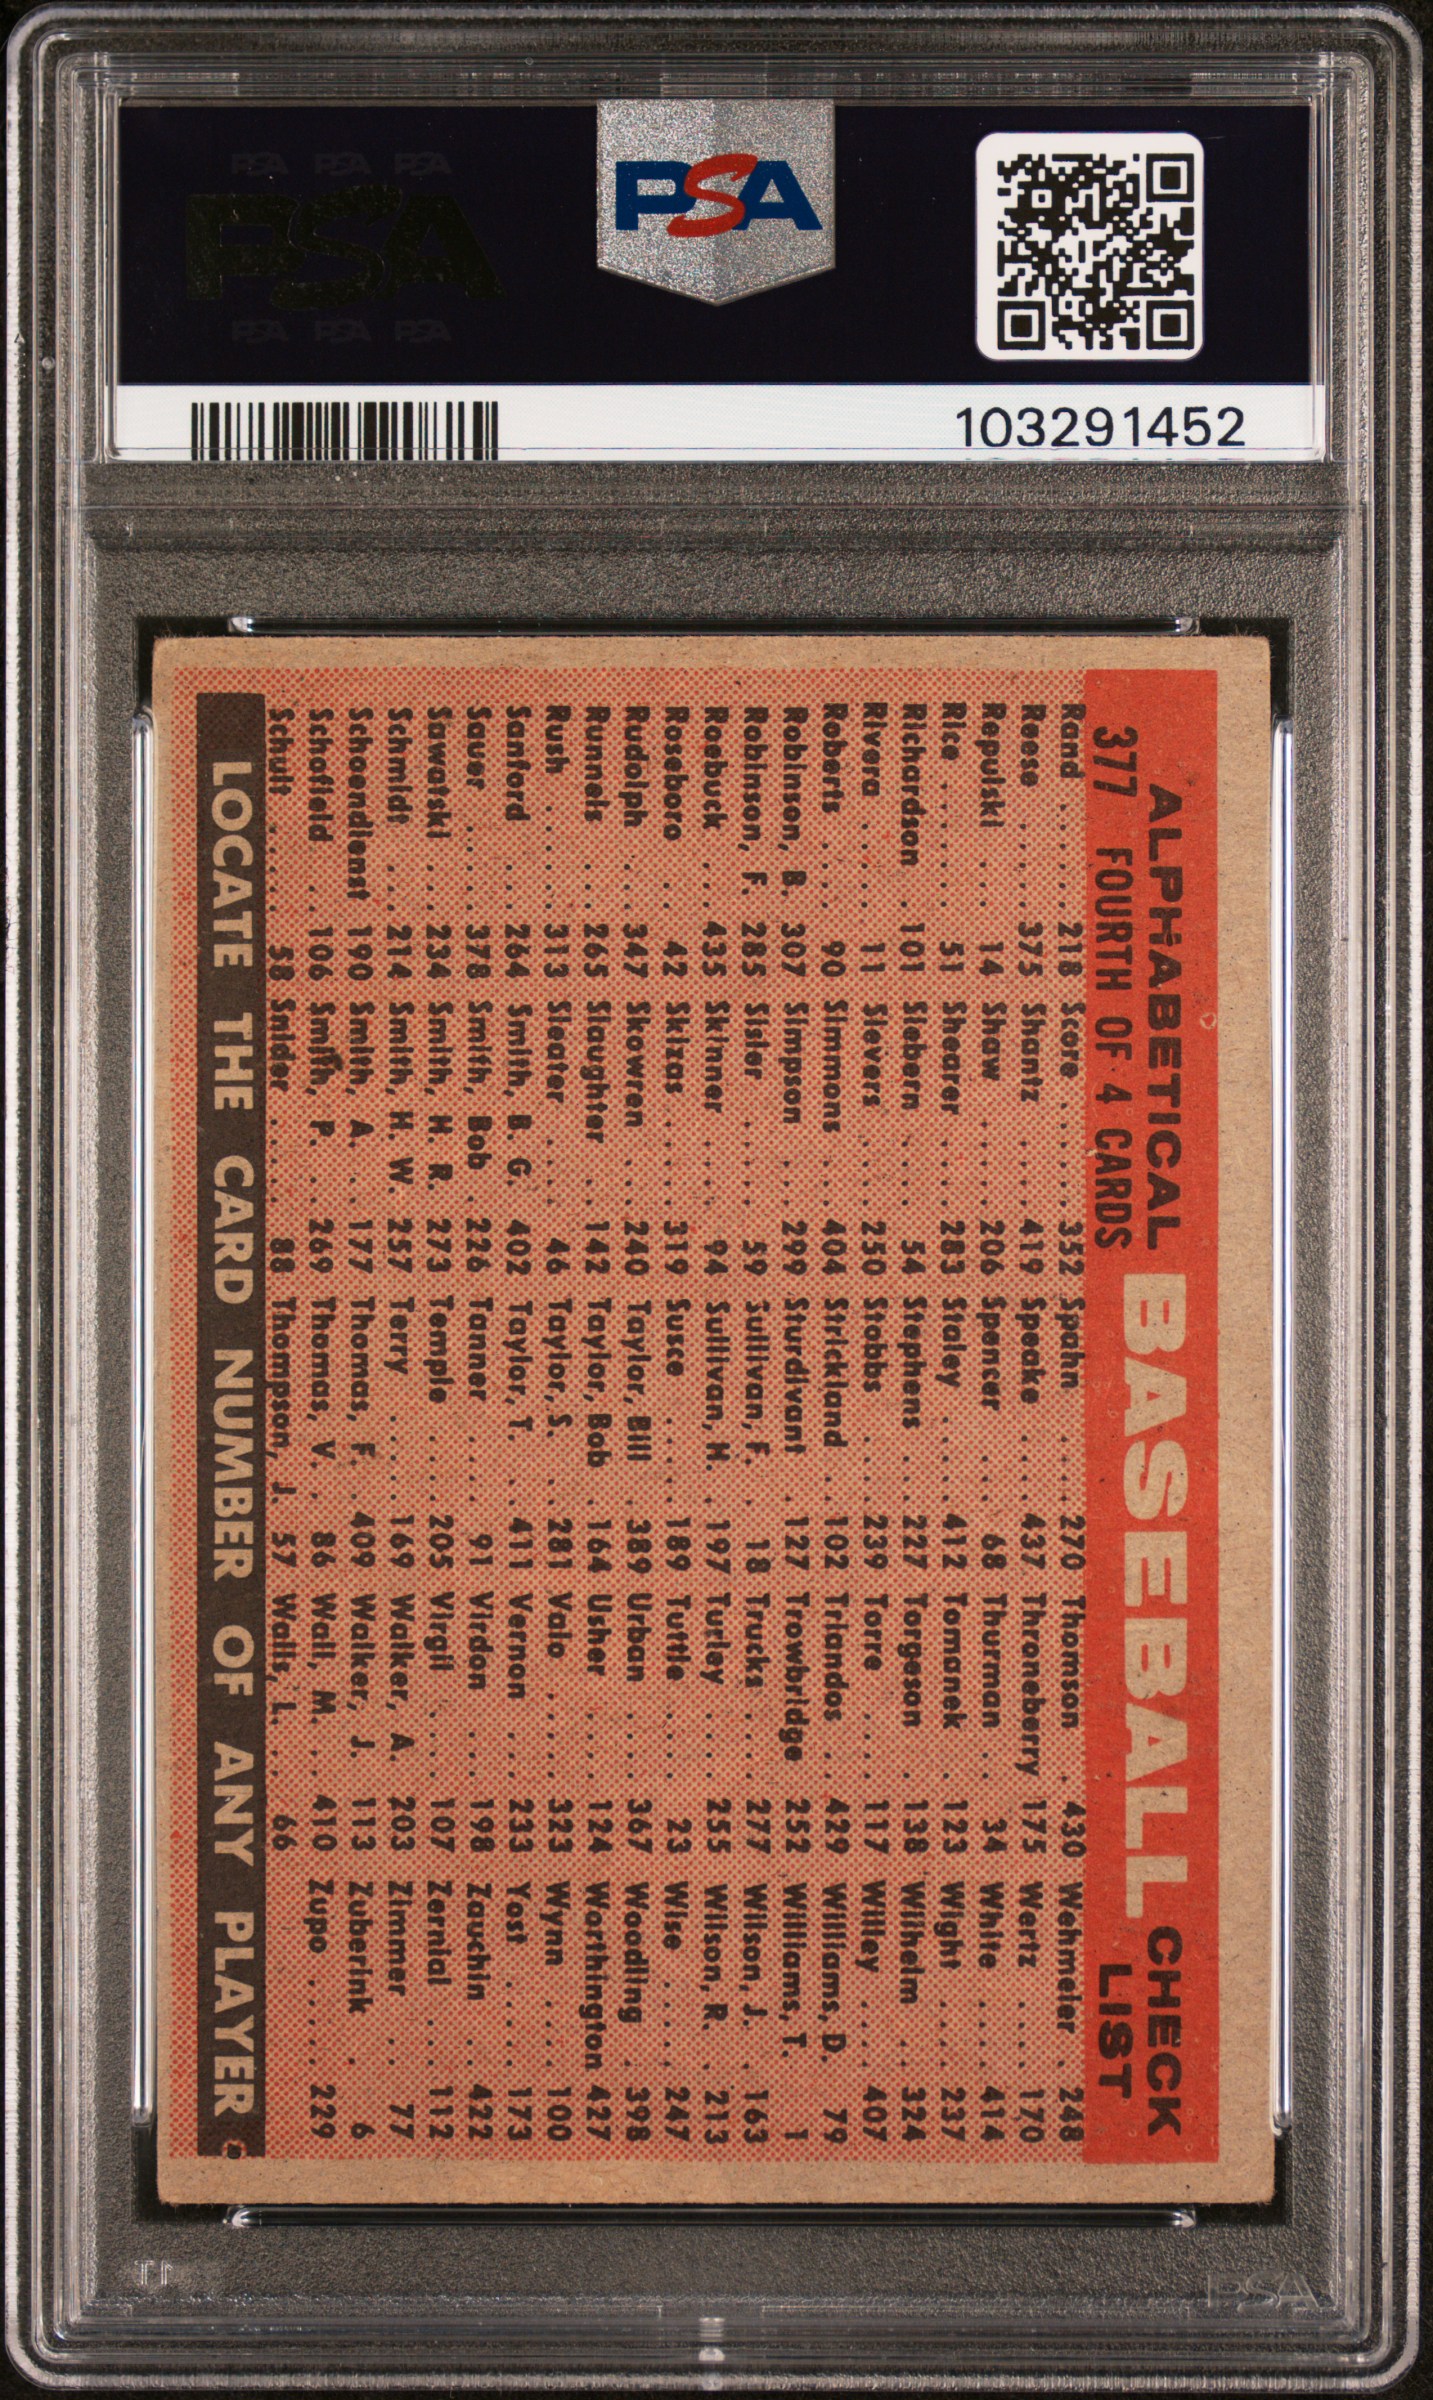 PSA PSA PSA
PSA
PSA PSA PSA
PSA
103291452
ALPHABETICAL BASEBALL CHECK LIST
377 FOURTH OF 4 CARDS
Rand . . . . . 218 Score . . . . . . 352 Spahn . . . . . 270 Thomson . . 430 Wehmeier . 248
Reese . . . . 375 Shantz . . . . . 419 Speake . . . . 437 Throneberry 175 Wertz . . . . 170
Repulski . . . 14 Shaw . . . . . 206 Spencer . . . 68 Thurman . . . 34 White . . . . 414
Rice . . . . . . 51 Shearer . . . . 283 Staley . . . . 412 Tomanek . . 123 Wight . . . . 237
Richardson . 101 Siebern . . . . 54 Stephens . . . 227 Torgeson . . 138 Wilhelm . . . 324
Rivera . . . . 11 Sievers . . . . 250 Stobbs . . . . 239 Torre . . . . . 117 Willey . . . . 407
Roberts . . . . 90 Simmons . . . 404 Strickland . . 102 Triandos . . . 429 Williams, D. 79
Robinson, B. 307 Simpson . . . 299 Sturdivant . . 127 Trowbridge 252 Williams, T. 1
Robinson, F. 285 Sisler . . . . . 59 Sullivan, F. . 18 Trucks . . . . 277 Wilson, J. . 163
Roebuck . . . 435 Skinner . . . . 94 Sullivan, H. . 197 Turley . . . . 255 Wilson, R. . 213
Roseboro . . 42 Skizas . . . . 319 Susce . . . . . 189 Tuttle . . . . 23 Wise . . . . . 247
Rudolph . . . 347 Skowren . . . 240 Taylor, Bill . 389 Urban . . . . 367 Woodling . . 398
Runnels . . . 265 Slaughter . . 142 Taylor, Bob . 164 Usher . . . . 124 Worthington 427
Rush . . . . . 313 Sleater . . . . 46 Taylor, S. . . 281 Valo . . . . . 323 Wynn . . . . 100
Sanford . . . 264 Smith, B. G. 402 Taylor, T. . . 411 Vernon . . . . 233 Yost . . . . . 173
Sauer . . . . . 378 Smith, Bob . 226 Tanner . . . . 91 Virdon . . . . 198 Zauchin . . . 422
Sawatski . . . 234 Smith, H. R. 273 Temple . . . . 205 Virgil . . . . 107 Zernial . . . . 112
Schmidt . . . 214 Smith, H. W. 257 Terry . . . . . 169 Walker, A. . 203 Zimmer . . . 77
Schoendienst 190 Smith, A. . . 177 Thomas, F. . 409 Walker, J. . 113 Zuberink . . 6
Schofield . . 106 Smith, P. . . . 269 Thomas, V. . 86 Wall, M. . . 410 Zupo . . . . . 229
Schult . . . . . 58 Snider . . . . . 88 Thompson, J. 57 Walls, L. . . . 66
LOCATE THE CARD NUMBER OF ANY PLAYER
PSA